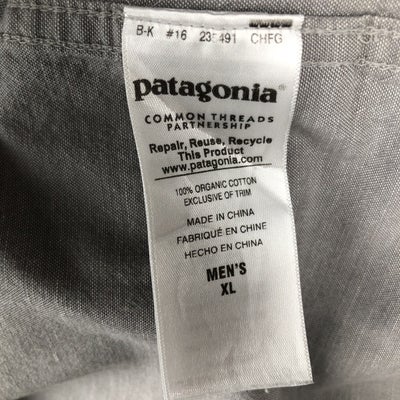 B-K #16 235491 CHFG
patagonia®
COMMON THREADS
PARTNERSHIP
Repair, Reuse, Recycle
This Product
www.patagonia.com
100% ORGANIC COTTON
EXCLUSIVE OF TRIM
MADE IN CHINA
FABRIQUÉ EN CHINE
HECHO EN CHINA
MEN'S
XL